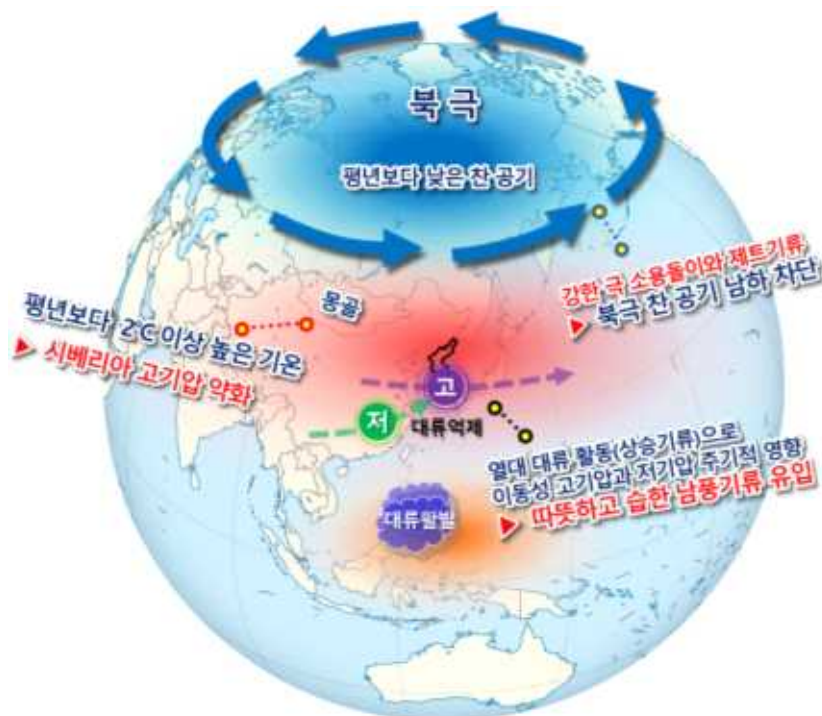 북극
평년보다 낮은 찬 공기
강한 극 소용돌이와 제트기류
▶ 북극 찬 공기 남하 차단
몽골
평년보다 2℃ 이상 높은 기온
▶ 시베리아 고기압 약화
고
저
대류억제
열대 대류 활동(상승기류)으로
이동성 고기압과 저기압 주기적 영향
▶ 따뜻하고 습한 남풍기류 유입
대류팔발